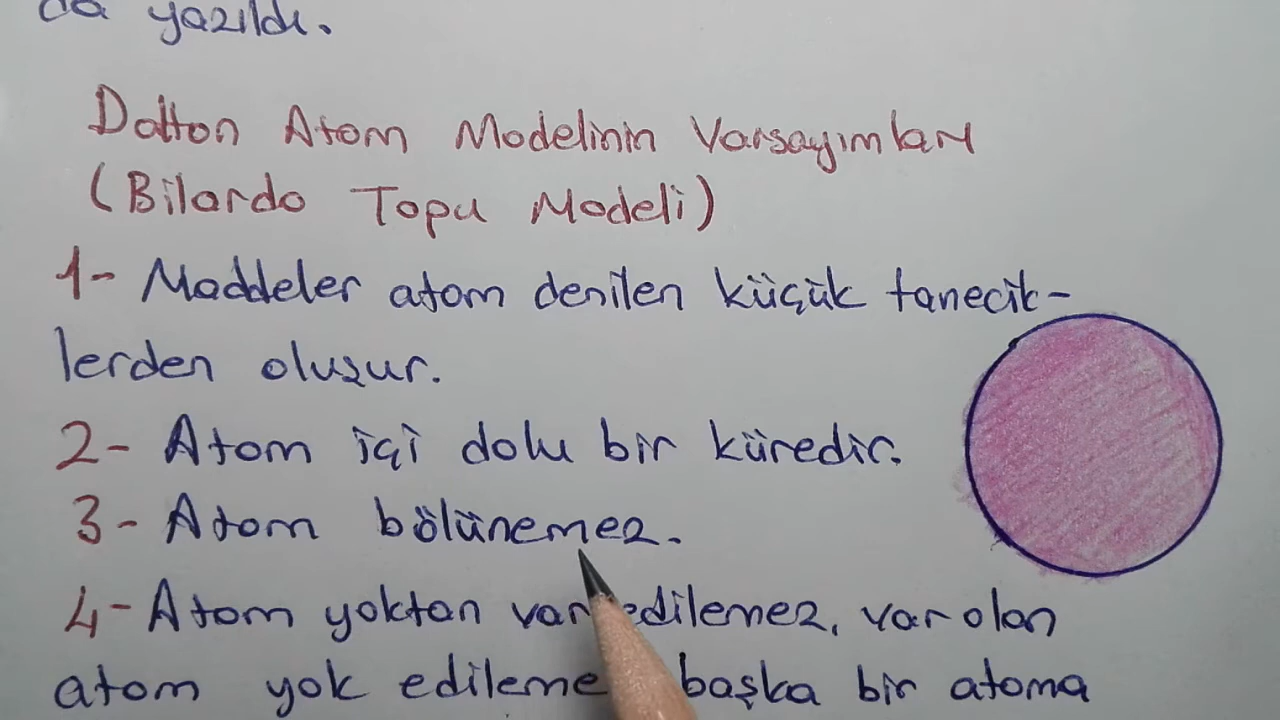 da yazıldı.
Dalton Atom Modelinin Varsayımları
(Bilardo Topu Modeli)
1- Maddeler atom denilen küçük tanecik-
lerden oluşur.
2- Atom içi dolu bir küredir.
3- Atom bölünemez.
4- Atom yoktan var edilemez, var olan
atom yok edileme başka bir atoma